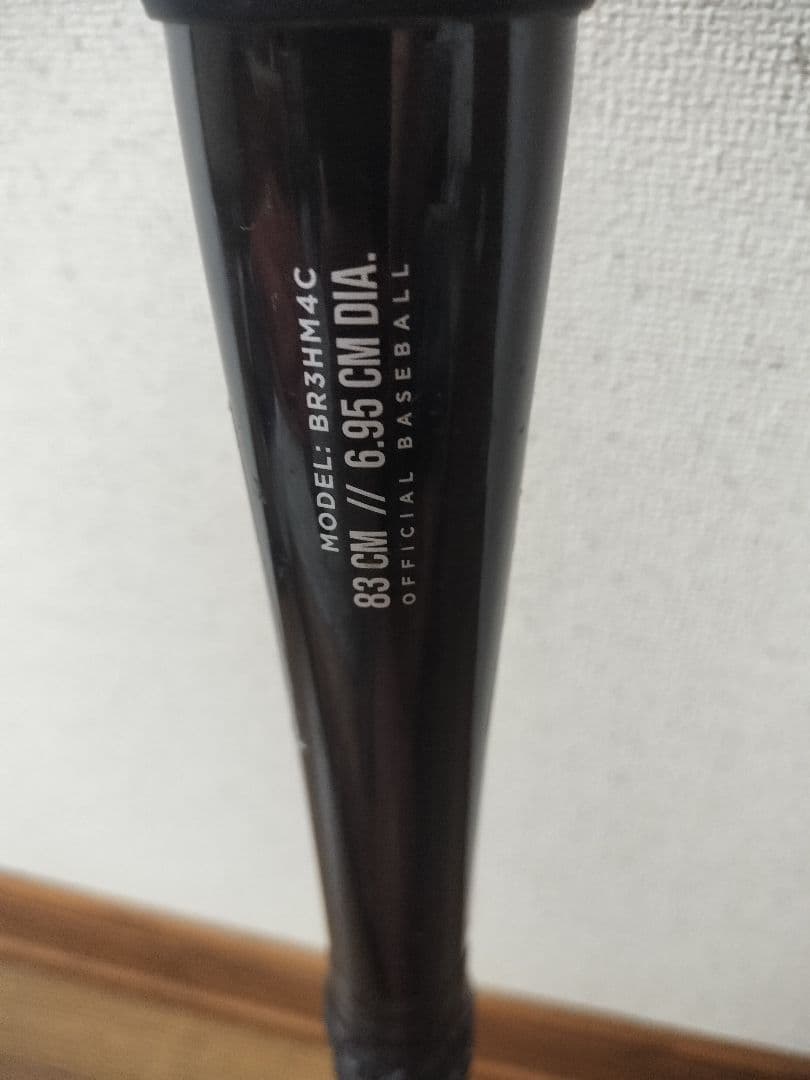 MODEL: BR3HM4C
83 CM // 6.95 CM DIA.
OFFICIAL BASEBALL